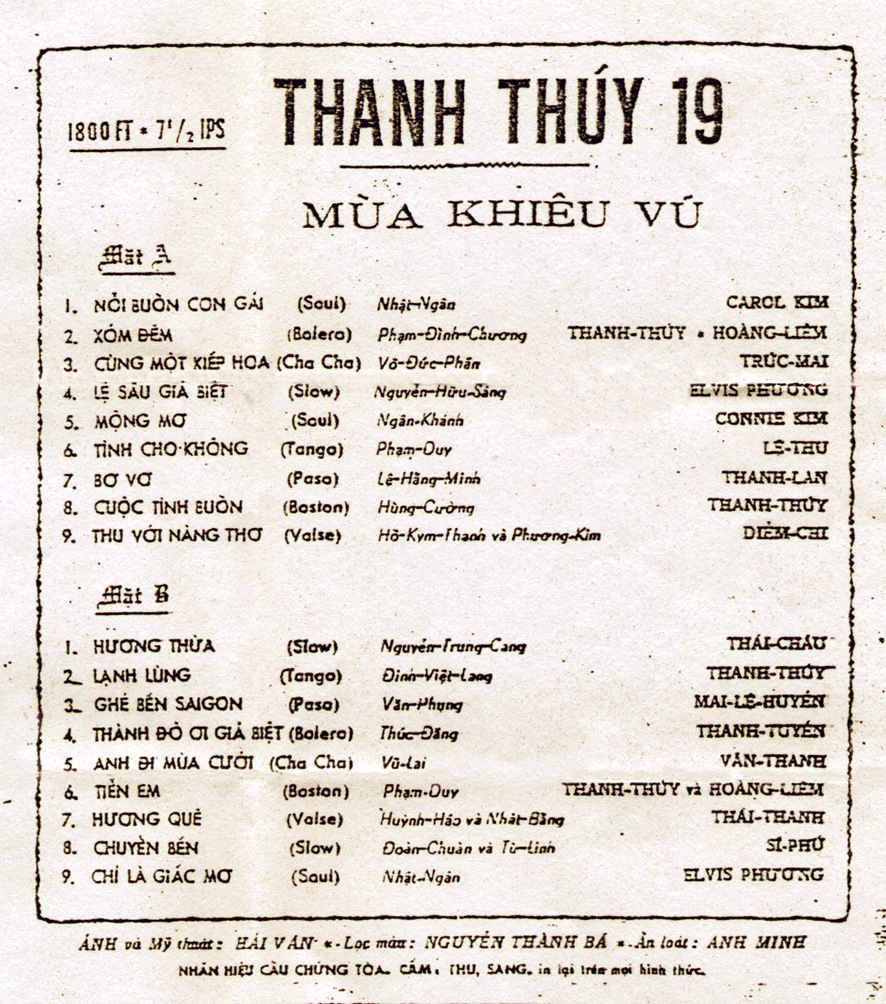 THANH THÚY 19
1800 FT * 7 1/2 IPS
MÙA KHIÊU VÚ
Mặt A
1. NỖI BUỒN CON GÁI (Soul) Nhật-Ngân CAROL KIM
2. XÓM ĐÊM (Bolero) Phạm-Đình-Chương THANH-THÚY * HOÀNG-LIÊM
3. CÙNG MỘT KIẾP HOA (Cha Cha) Võ-Đức-Phấn TRÚC-MAI
4. LỆ SẦU GIÃ BIỆT (Slow) Nguyễn-Hữu-Sáng ELVIS PHƯƠNG
5. MỘNG MƠ (Soul) Ngân-Khánh CONNIE KIM
6. TÌNH CHO KHÔNG (Tango) Phạm-Duy LỆ-THU
7. BƠ VƠ (Paso) Lê-Hằng-Minh THANH-LAN
8. CUỘC TÌNH BUỒN (Boston) Hùng-Cường THANH-THÚY
9. THU VỚI NÀNG THƠ (Valse) Hồ-Kym-Thanh và Phương-Kim DIỄM-CHI
Mặt B
1. HƯƠNG THỪA (Slow) Nguyễn-Trung-Cang THÁI-CHÂU
2. LẠNH LÙNG (Tango) Đinh-Việt-Lang THANH-THÚY
3. GHÉ BẾN SAIGON (Paso) Văn-Phụng MAI-LỆ-HUYỀN
4. THÀNH ĐÔ ƠI GIÃ BIỆT (Bolero) Thúc-Đăng THANH-TUYỀN
5. ANH ĐI MÙA CƯỚI (Cha Cha) Vũ-Lai VÂN-THANH
6. TIỄN EM (Boston) Phạm-Duy THANH-THÚY và HOÀNG-LIÊM
7. HƯƠNG QUÊ (Valse) Huỳnh-Háo và Nhật-Bằng THÁI-THANH
8. CHUYỂN BẾN (Slow) Đoàn-Chuẩn và Từ-Linh SĨ-PHÚ
9. CHỈ LÀ GIẤC MƠ (Soul) Nhật-Ngân ELVIS PHƯƠNG
ẢNH và Mỹ thuật: HẢI VÂN *-Lọc màu: NGUYỄN THÀNH BÁ *-Ấn loát: ANH MINH
NHÃN HIỆU CẦU CHỨNG TÒA. CẤM, THU, SANG, in lại trên mọi hình thức.